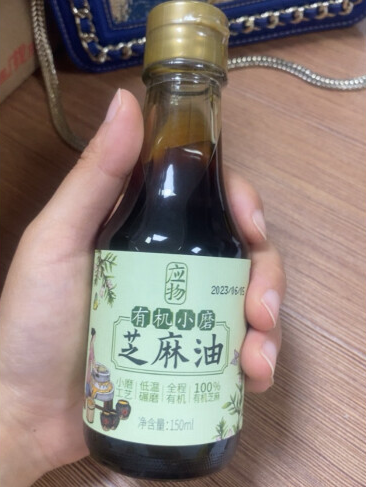 应物
2023/06/15
有机小磨
芝麻油
小磨工艺 低温碾磨 全程有机 100%有机芝麻
净含量:150ml